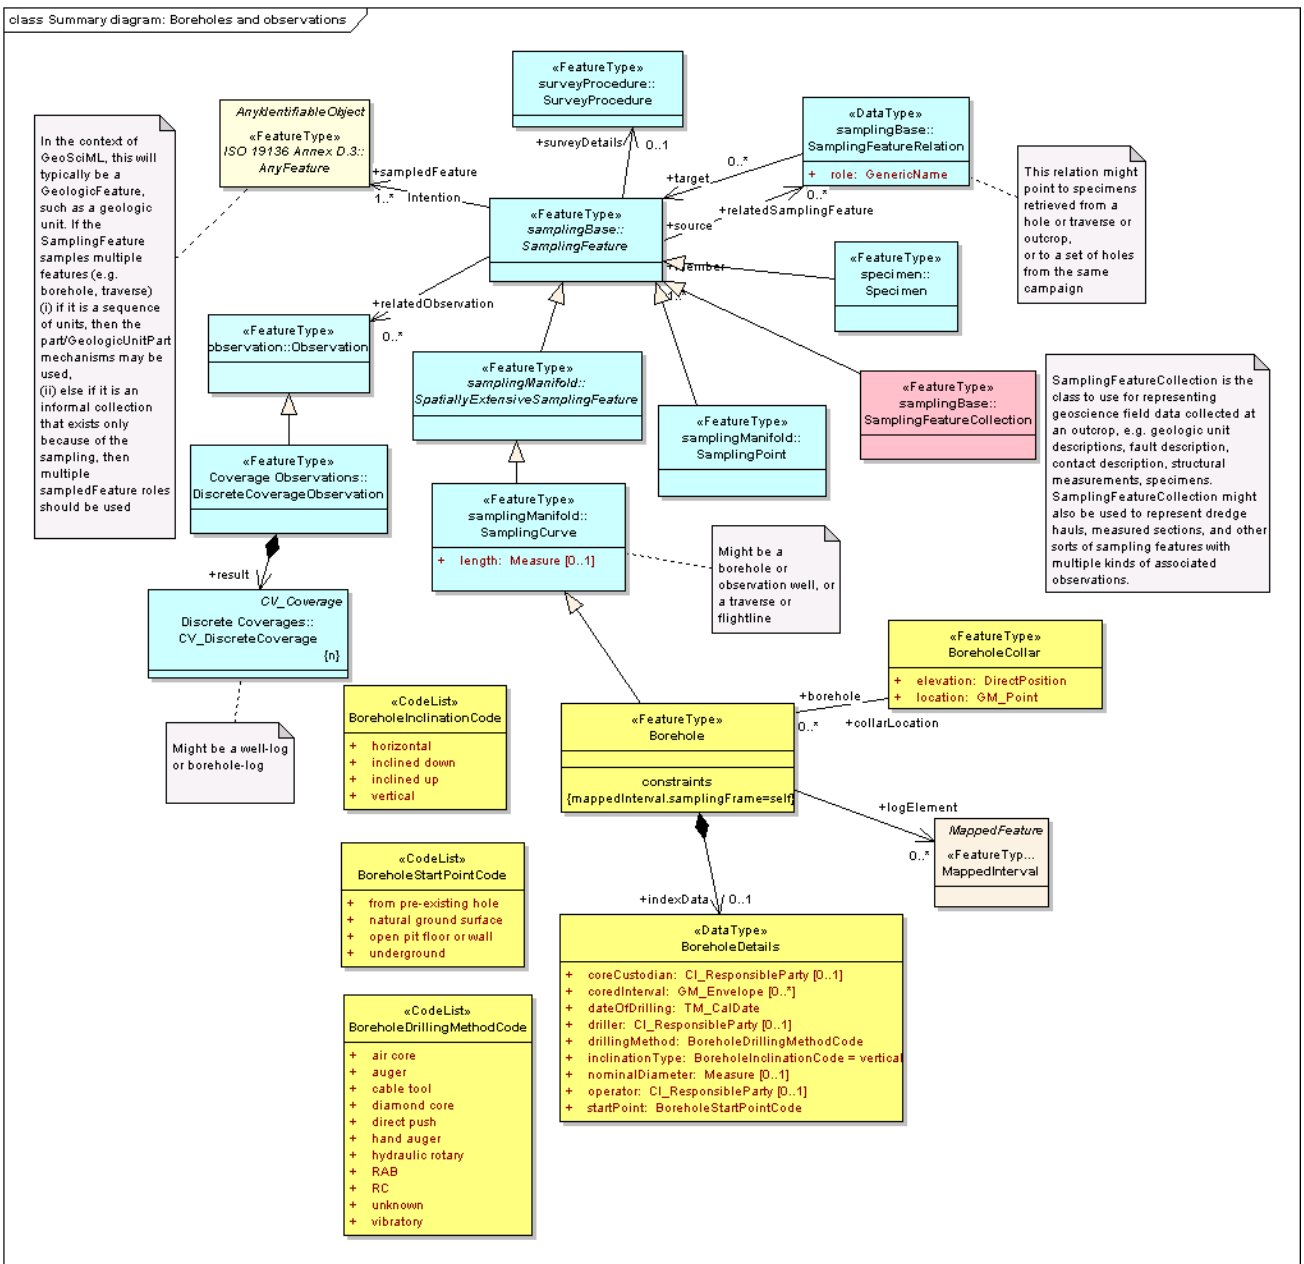 class Summary diagram: Boreholes and observations
«FeatureType»
surveyProcedure::
SurveyProcedure
+surveyDetails
0..1
AnyIdentifiableObject
«FeatureType»
ISO 19136 Annex D.3::
AnyFeature
+sampledFeature
1..*
Intention
In the context of
GeoSciML, this will
typically be a
GeologicFeature,
such as a geologic
unit. If the
SamplingFeature
samples multiple
features (e.g.
borehole, traverse)
(i) if it is a sequence
of units, then the
part/GeologicUnitPart
mechanisms may be
used,
(ii) else if it is an
informal collection
that exists only
because of the
sampling, then
multiple
sampledFeature roles
should be used
«DataType»
samplingBase::
SamplingFeatureRelation
+ role: GenericName
0..*
+target
0..*
+relatedSamplingFeature
+source
This relation might
point to specimens
retrieved from a
hole or traverse or
outcrop,
or to a set of holes
from the same
campaign
«FeatureType»
samplingBase::
SamplingFeature
+member
1..*
«FeatureType»
specimen::
Specimen
+relatedObservation
0..*
«FeatureType»
observation::Observation
«FeatureType»
samplingManifold::
SpatiallyExtensiveSamplingFeature
«FeatureType»
samplingManifold::
SamplingPoint
«FeatureType»
samplingBase::
SamplingFeatureCollection
SamplingFeatureCollection is the
class to use for representing
geoscience field data collected at
an outcrop, e.g. geologic unit
descriptions, fault description,
contact description, structural
measurements, specimens.
SamplingFeatureCollection might
also be used to represent dredge
hauls, measured sections, and other
sorts of sampling features with
multiple kinds of associated
observations.
«FeatureType»
Coverage Observations::
DiscreteCoverageObservation
+result
«FeatureType»
samplingManifold::
SamplingCurve
+ length: Measure [0..1]
Might be a
borehole or
observation well, or
a traverse or
flightline
CV_Coverage
Discrete Coverages::
CV_DiscreteCoverage
{n}
Might be a well-log
or borehole-log
«FeatureType»
BoreholeCollar
+ elevation: DirectPosition
+ location: GM_Point
+borehole
0..*
+collarLocation
«FeatureType»
Borehole
constraints
{mappedInterval.samplingFrame=self}
+logElement
0..*
MappedFeature
«FeatureTyp...
MappedInterval
+indexData
0..1
«CodeList»
BoreholeInclinationCode
+ horizontal
+ inclined down
+ inclined up
+ vertical
«CodeList»
BoreholeStartPointCode
+ from pre-existing hole
+ natural ground surface
+ open pit floor or wall
+ underground
«CodeList»
BoreholeDrillingMethodCode
+ air core
+ auger
+ cable tool
+ diamond core
+ direct push
+ hand auger
+ hydraulic rotary
+ RAB
+ RC
+ unknown
+ vibratory
«DataType»
BoreholeDetails
+ coreCustodian: CI_ResponsibleParty [0..1]
+ coredInterval: GM_Envelope [0..*]
+ dateOfDrilling: TM_CalDate
+ driller: CI_ResponsibleParty [0..1]
+ drillingMethod: BoreholeDrillingMethodCode
+ inclinationType: BoreholeInclinationCode = vertical
+ nominalDiameter: Measure [0..1]
+ operator: CI_ResponsibleParty [0..1]
+ startPoint: BoreholeStartPointCode